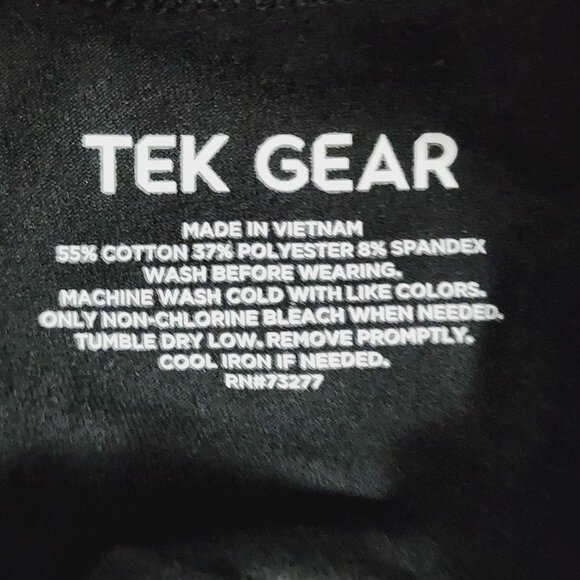 TEK GEAR
MADE IN VIETNAM
55% COTTON 37% POLYESTER 8% SPANDEX
WASH BEFORE WEARING.
MACHINE WASH COLD WITH LIKE COLORS.
ONLY NON-CHLORINE BLEACH WHEN NEEDED.
TUMBLE DRY LOW. REMOVE PROMPTLY.
COOL IRON IF NEEDED.
RN#73277